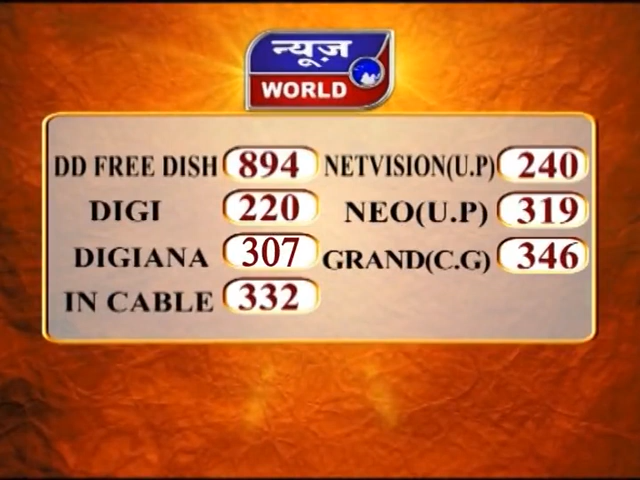 न्यूज़
WORLD
DD FREE DISH 894 NETVISION(U.P) 240
DIGI 220 NEO(U.P) 319
DIGIANA 307 GRAND(C.G) 346
IN CABLE 332